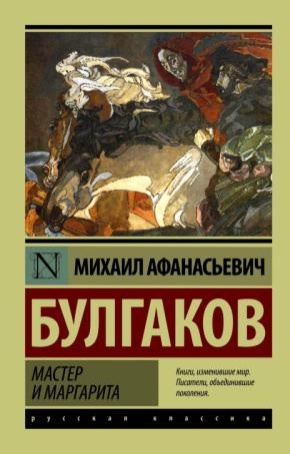 N
МИХАИЛ АФАНАСЬЕВИЧ
БУЛГАКОВ
МАСТЕР
И МАРГАРИТА
Книги, изменившие мир.
Писатели, объединившие
поколения.
русская классика